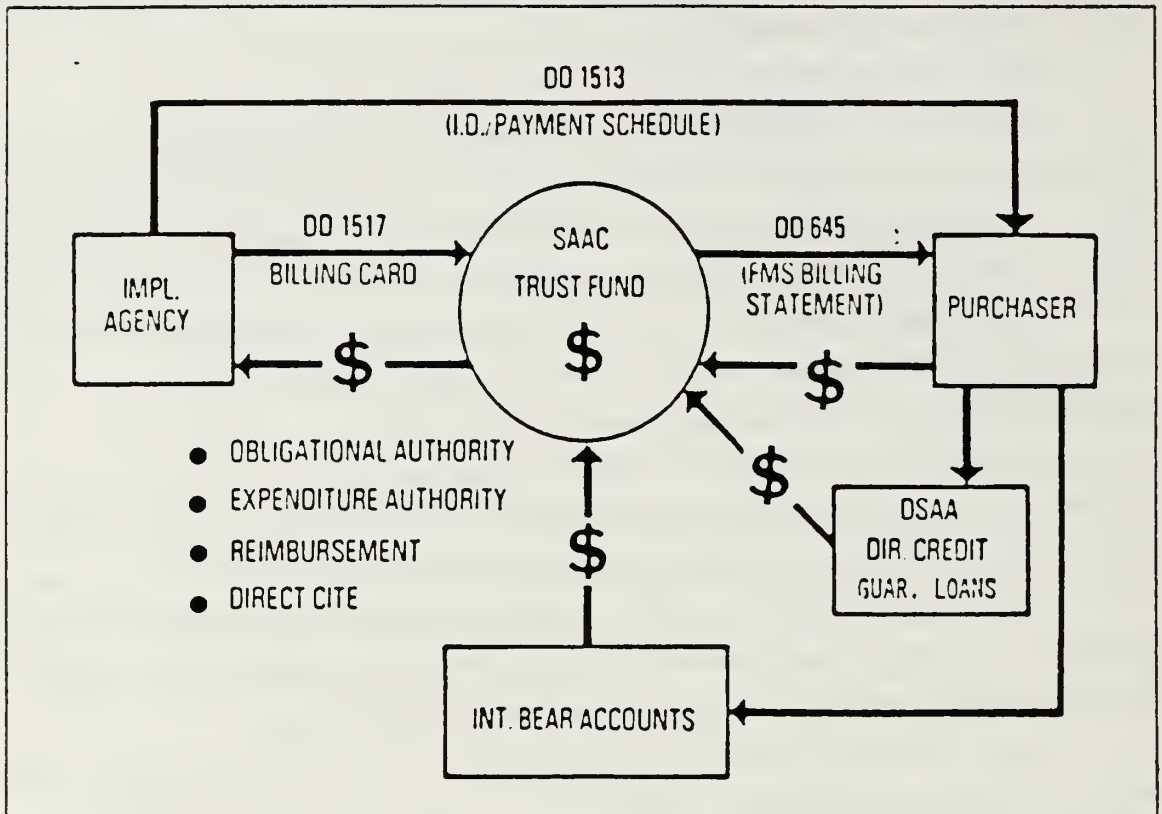 DD 1513
(I.D./PAYMENT SCHEDULE)
DD 1517
BILLING CARD
IMPL.
AGENCY
SAAC
TRUST FUND
$
DD 645
(FMS BILLING
STATEMENT)
PURCHASER
$
$
● OBLIGATIONAL AUTHORITY
● EXPENDITURE AUTHORITY
● REIMBURSEMENT
● DIRECT CITE
$
$
DSAA
DIR. CREDIT
GUAR. LOANS
INT. BEAR ACCOUNTS